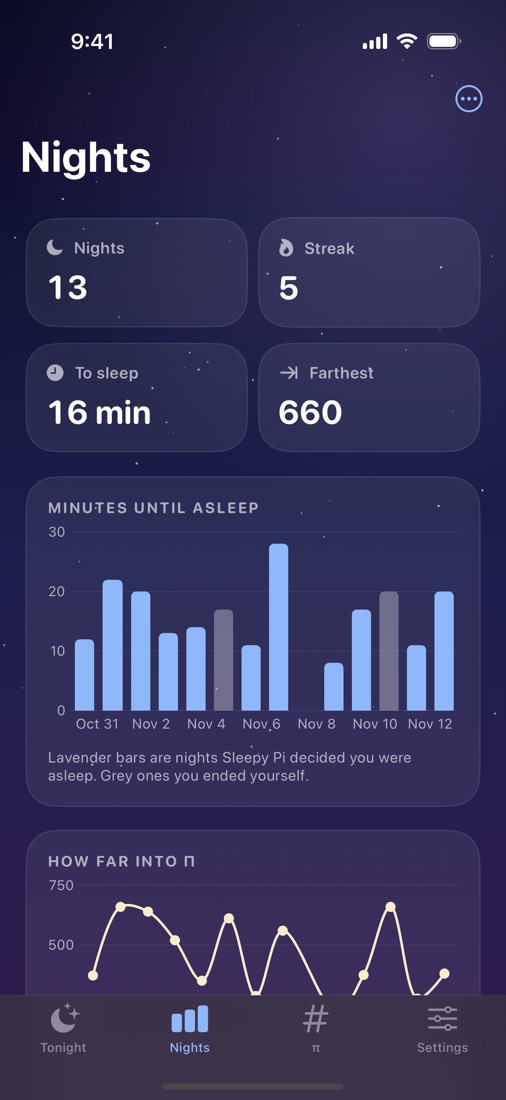 9:41
Nights
Nights
13
Streak
5
To sleep
16 min
Farthest
660
MINUTES UNTIL ASLEEP
30
20
10
0
Oct 31 Nov 2 Nov 4 Nov 6 Nov 8 Nov 10 Nov 12
Lavender bars are nights Sleepy Pi decided you were
asleep. Grey ones you ended yourself.
HOW FAR INTO Π
750
500
Tonight
Nights
#
π
Settings